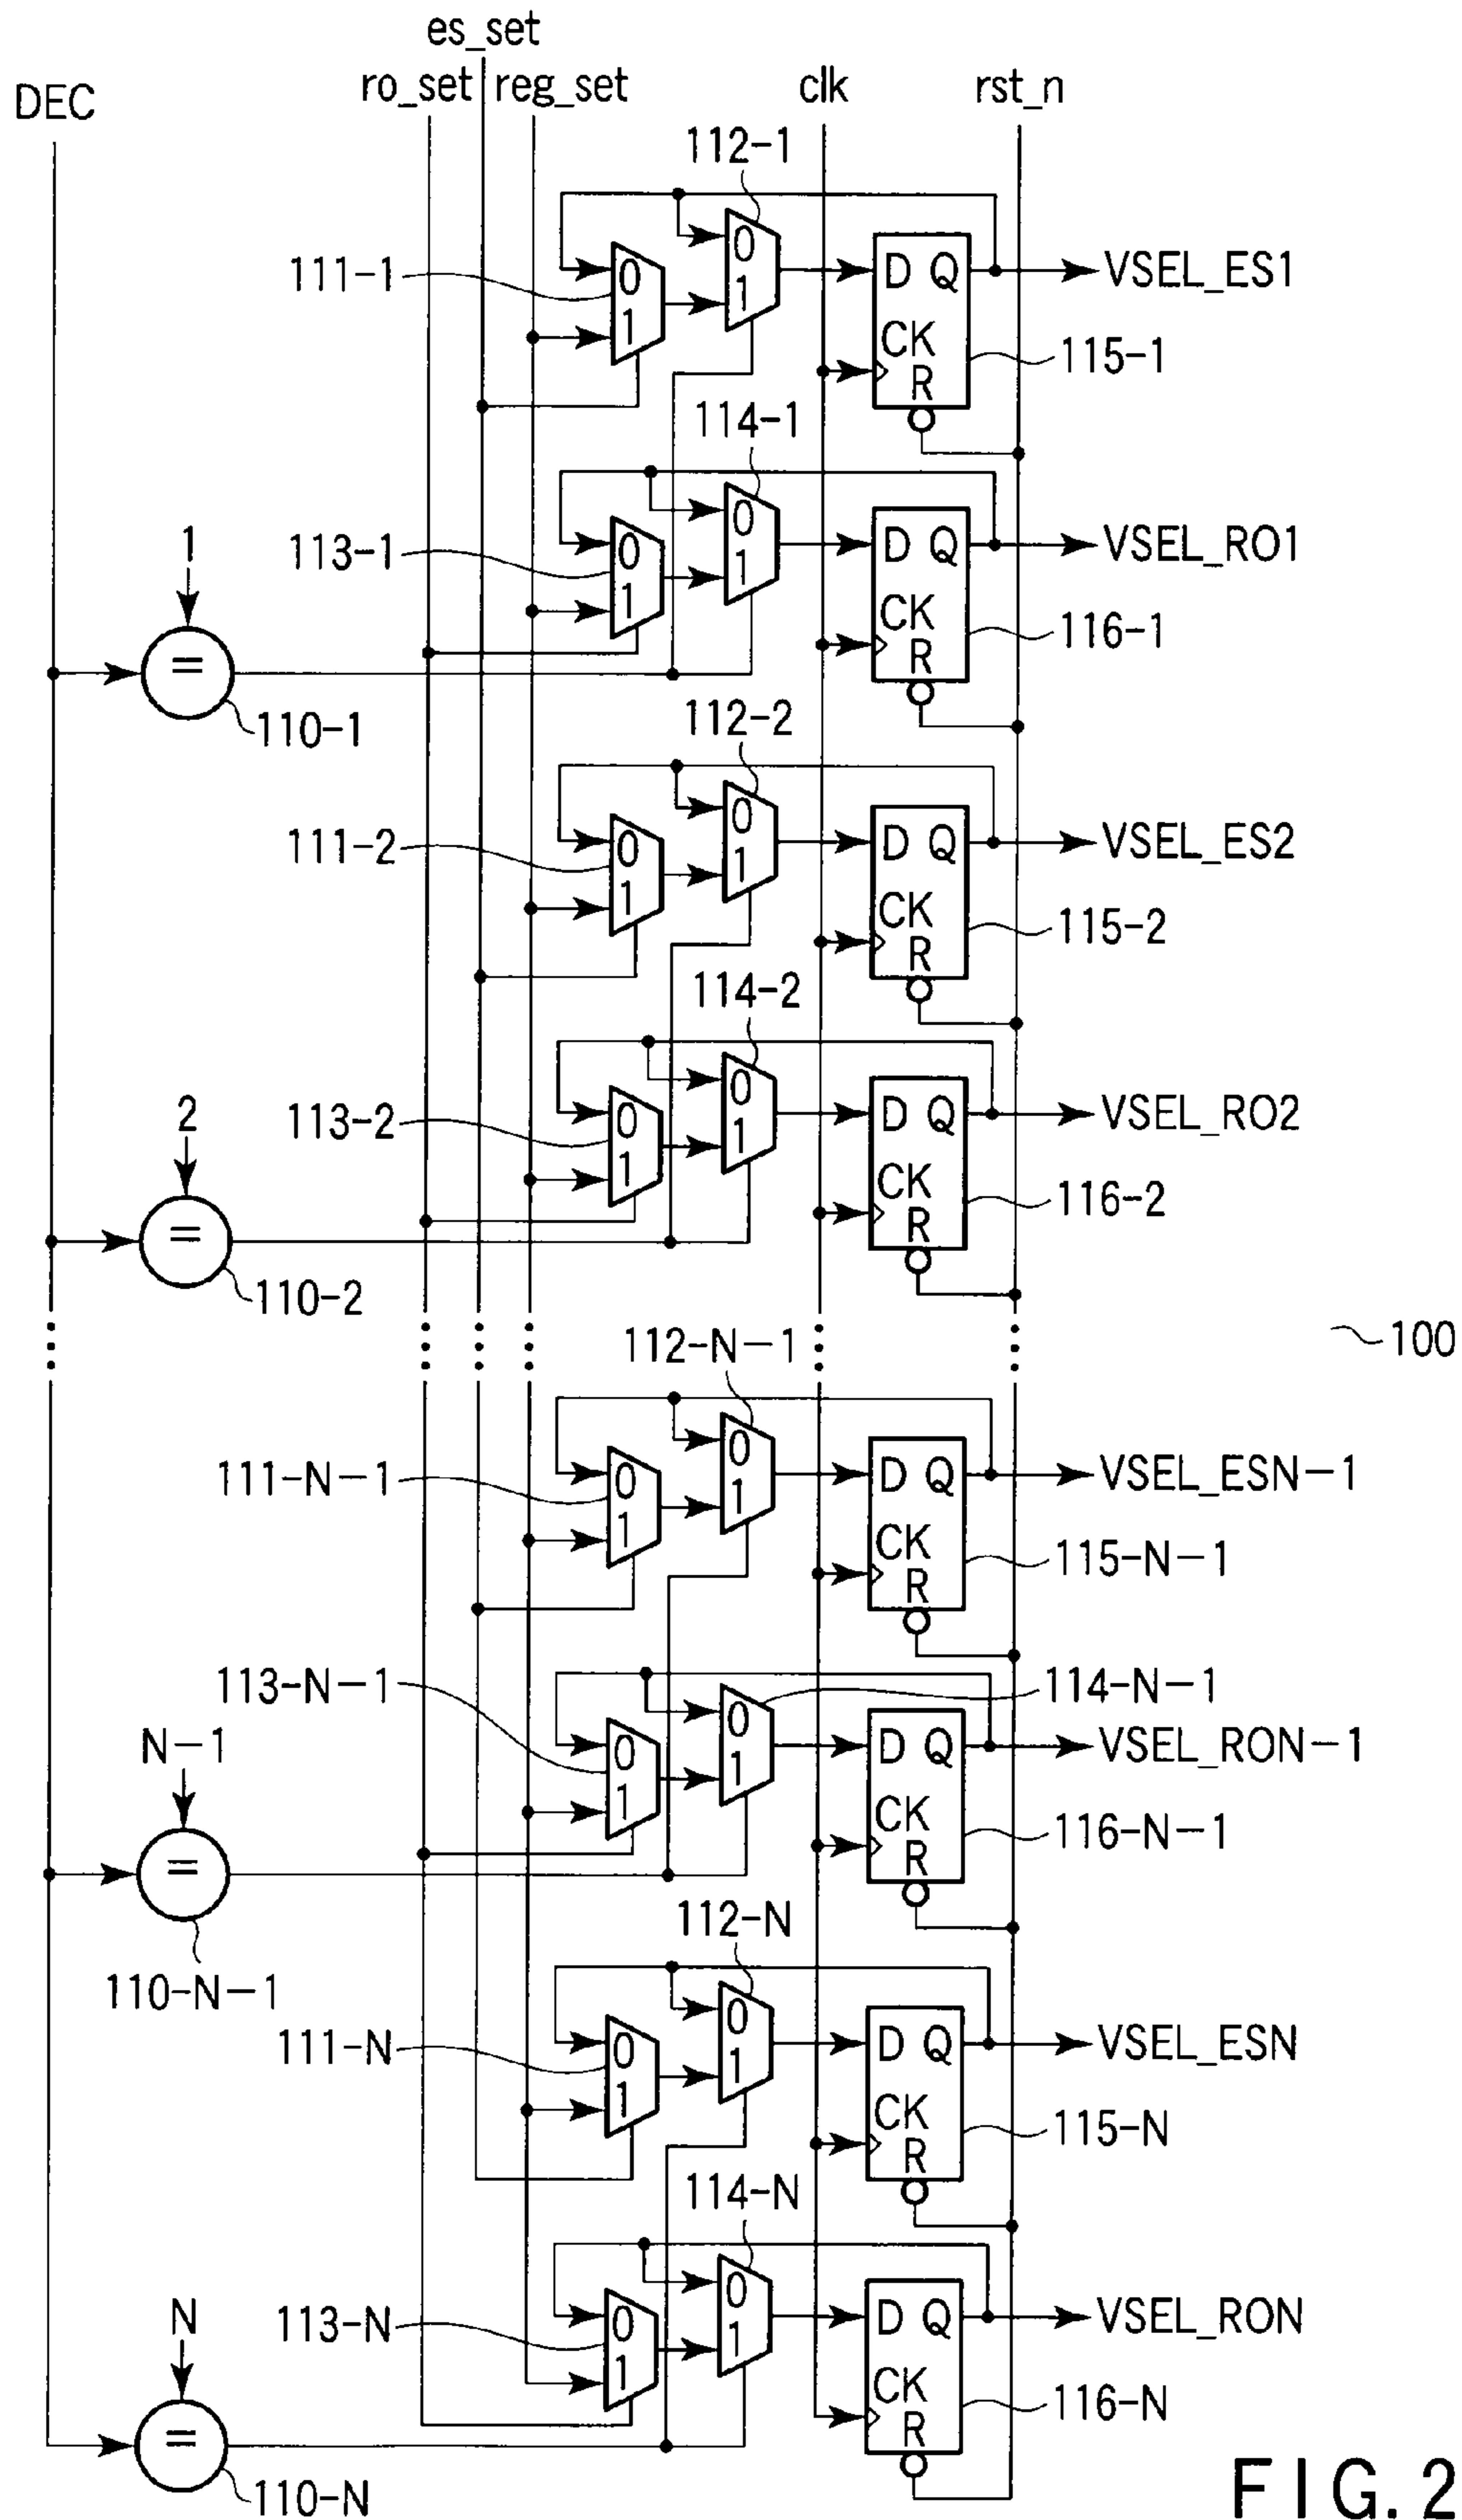 es_set
DEC ro_set reg_set clk rst_n
112-1
0
1
0
1
D Q
CK
R
VSEL_ES1
111-1
115-1
114-1
0
1
0
1
D Q
CK
R
VSEL_RO1
113-1
116-1
1
=
110-1
112-2
0
1
0
1
D Q
CK
R
VSEL_ES2
111-2
115-2
114-2
0
1
0
1
D Q
CK
R
VSEL_RO2
113-2
116-2
2
=
110-2
100
112-N-1
0
1
0
1
D Q
CK
R
VSEL_ESN-1
111-N-1
115-N-1
113-N-1
114-N-1
0
1
0
1
D Q
CK
R
VSEL_RON-1
116-N-1
N-1
=
110-N-1
112-N
0
1
0
1
D Q
CK
R
VSEL_ESN
111-N
115-N
114-N
0
1
0
1
D Q
CK
R
VSEL_RON
113-N
116-N
N
=
110-N
FIG. 2